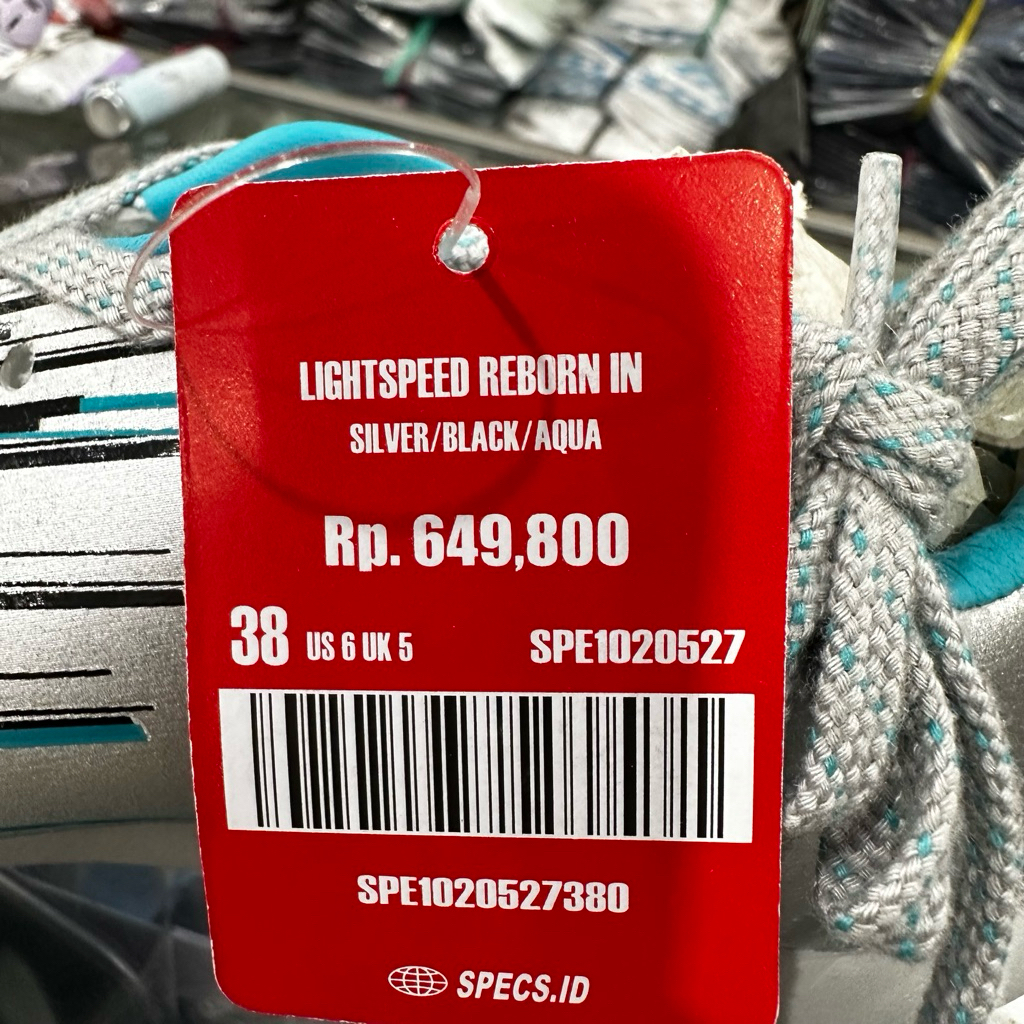 LIGHTSPEED REBORN IN
SILVER/BLACK/AQUA
Rp. 649,800
38 US 6 UK 5 SPE1020527
SPE1020527380
SPECS.ID